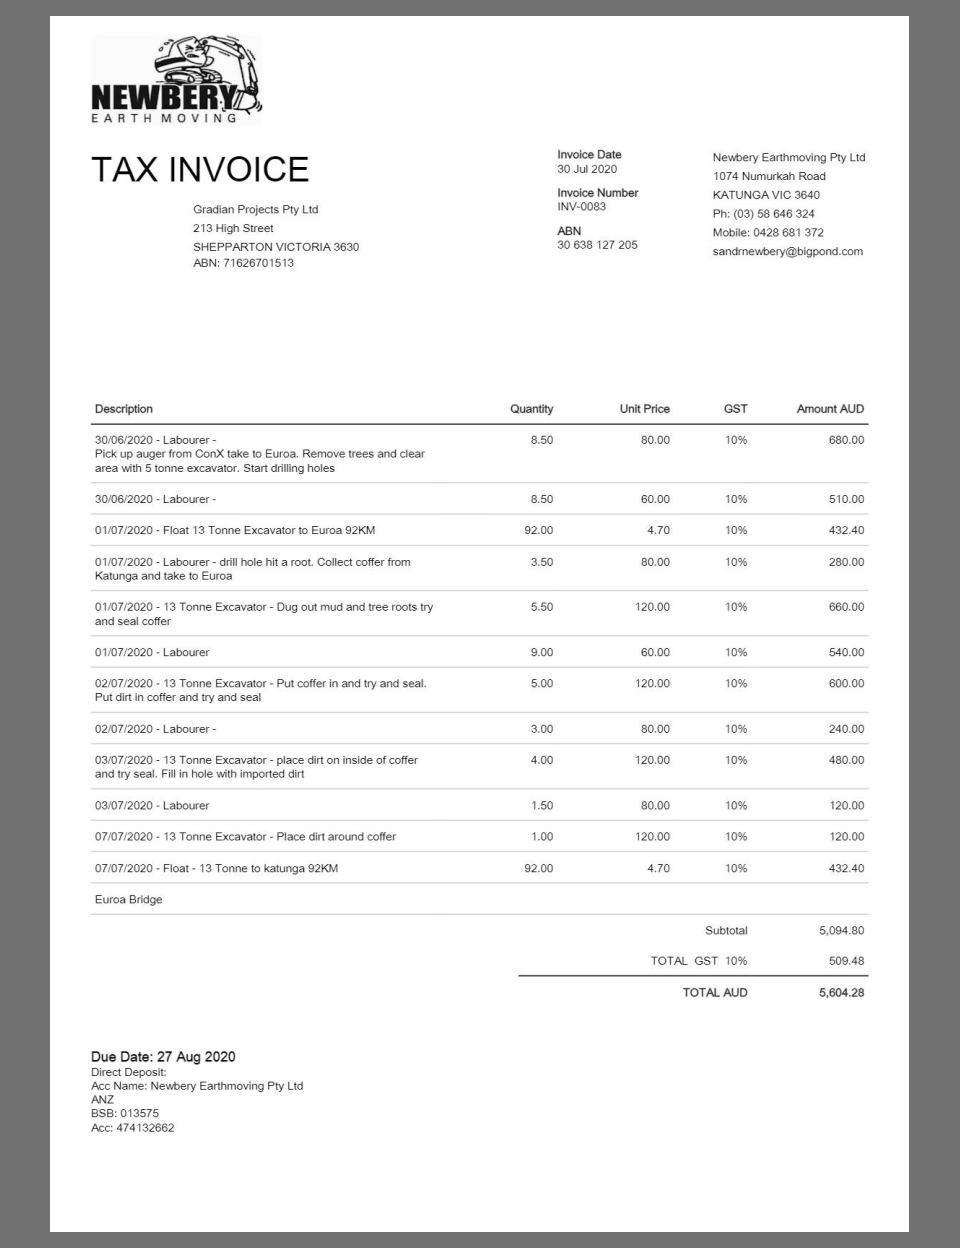 NEWBERY
EARTH MOVING
TAX INVOICE
Gradian Projects Pty Ltd
213 High Street
SHEPPARTON VICTORIA 3630
ABN: 71626701513
Invoice Date
30 Jul 2020
Invoice Number
INV-0083
ABN
30 638 127 205
Newbery Earthmoving Pty Ltd
1074 Numurkah Road
KATUNGA VIC 3640
Ph: (03) 58 646 324
Mobile: 0428 681 372
sandrnewbery@bigpond.com
Description Quantity Unit Price GST Amount AUD
30/06/2020 - Labourer - 8.50 80.00 10% 680.00
Pick up auger from ConX take to Euroa. Remove trees and clear
area with 5 tonne excavator. Start drilling holes
30/06/2020 - Labourer - 8.50 60.00 10% 510.00
01/07/2020 - Float 13 Tonne Excavator to Euroa 92KM 92.00 4.70 10% 432.40
01/07/2020 - Labourer - drill hole hit a root. Collect coffer from 3.50 80.00 10% 280.00
Katunga and take to Euroa
01/07/2020 - 13 Tonne Excavator - Dug out mud and tree roots try 5.50 120.00 10% 660.00
and seal coffer
01/07/2020 - Labourer 9.00 60.00 10% 540.00
02/07/2020 - 13 Tonne Excavator - Put coffer in and try and seal. 5.00 120.00 10% 600.00
Put dirt in coffer and try and seal
02/07/2020 - Labourer - 3.00 80.00 10% 240.00
03/07/2020 - 13 Tonne Excavator - place dirt on inside of coffer 4.00 120.00 10% 480.00
and try seal. Fill in hole with imported dirt
03/07/2020 - Labourer 1.50 80.00 10% 120.00
07/07/2020 - 13 Tonne Excavator - Place dirt around coffer 1.00 120.00 10% 120.00
07/07/2020 - Float - 13 Tonne to katunga 92KM 92.00 4.70 10% 432.40
Euroa Bridge
Subtotal 5,094.80
TOTAL GST 10% 509.48
TOTAL AUD 5,604.28
Due Date: 27 Aug 2020
Direct Deposit:
Acc Name: Newbery Earthmoving Pty Ltd
ANZ
BSB: 013575
Acc: 474132662